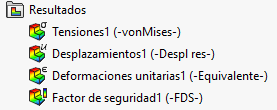 Resultados
σ
Tensiones1 (-vonMises-)
u
Desplazamientos1 (-Despl res-)
ε
Deformaciones unitarias1 (-Equivalente-)
Factor de seguridad1 (-FDS-)